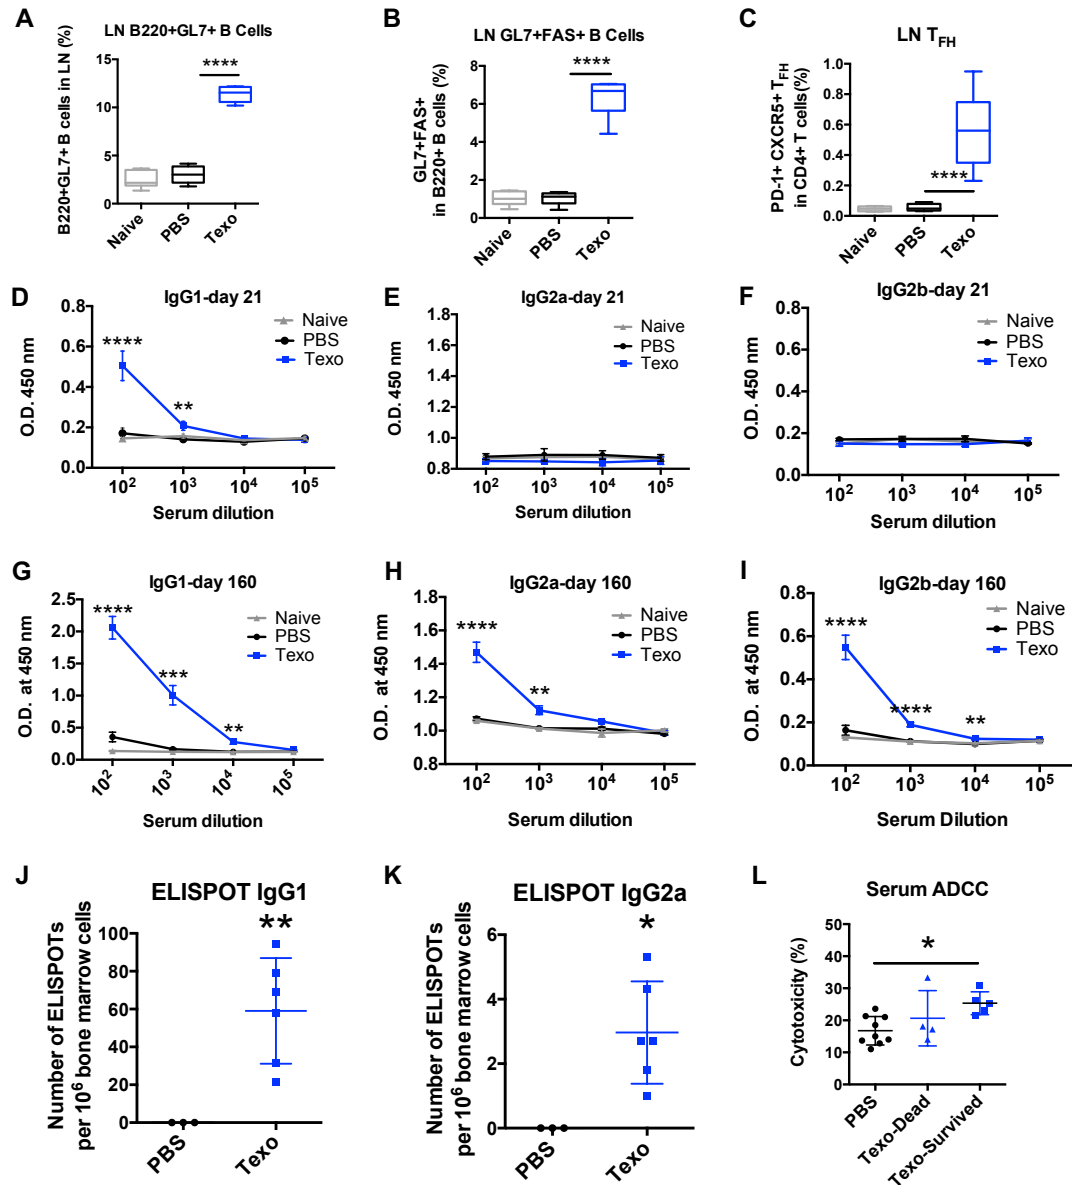 A
LN B220+GL7+ B Cells
B220+GL7+ B cells in LN (%)
15
10
5
0
****
Naive
PBS
Texo
B
LN GL7+FAS+ B Cells
GL7+FAS+
in B220+ B cells (%)
8
6
4
2
0
****
Naive
PBS
Texo
C
LN TFH
PD-1+ CXCR5+ TFH
in CD4+ T cells(%)
1.0
0.8
0.6
0.4
0.2
0.0
****
Naive
PBS
Texo
D
IgG1-day 21
O.D. 450 nm
0.8
0.6
0.4
0.2
0.0
****
**
Naive
PBS
Texo
10²
10³
10⁴
10⁵
Serum dilution
E
IgG2a-day 21
O.D. 450 nm
1.8
1.6
1.4
1.2
1.0
0.8
Naive
PBS
Texo
10²
10³
10⁴
10⁵
Serum dilution
F
IgG2b-day 21
O.D. 450 nm
0.8
0.6
0.4
0.2
0.0
Naive
PBS
Texo
10²
10³
10⁴
10⁵
Serum dilution
G
IgG1-day 160
O.D. at 450 nm
2.5
2.0
1.5
1.0
0.5
0.0
****
***
**
Naive
PBS
Texo
10²
10³
10⁴
10⁵
Serum dilution
H
IgG2a-day 160
O.D. at 450 nm
1.8
1.6
1.4
1.2
1.0
0.8
****
**
Naive
PBS
Texo
10²
10³
10⁴
10⁵
Serum dilution
I
IgG2b-day 160
O.D. at 450 nm
0.8
0.6
0.4
0.2
0.0
****
****
**
Naive
PBS
Texo
10²
10³
10⁴
10⁵
Serum Dilution
J
ELISPOT IgG1
Number of ELISPOTs
per 10⁶ bone marrow cells
100
80
60
40
20
0
**
PBS
Texo
K
ELISPOT IgG2a
Number of ELISPOTs
per 10⁶ bone marrow cells
6
4
2
0
*
PBS
Texo
L
Serum ADCC
Cytotoxicity (%)
50
40
30
20
10
0
*
PBS
Texo-Dead
Texo-Survived